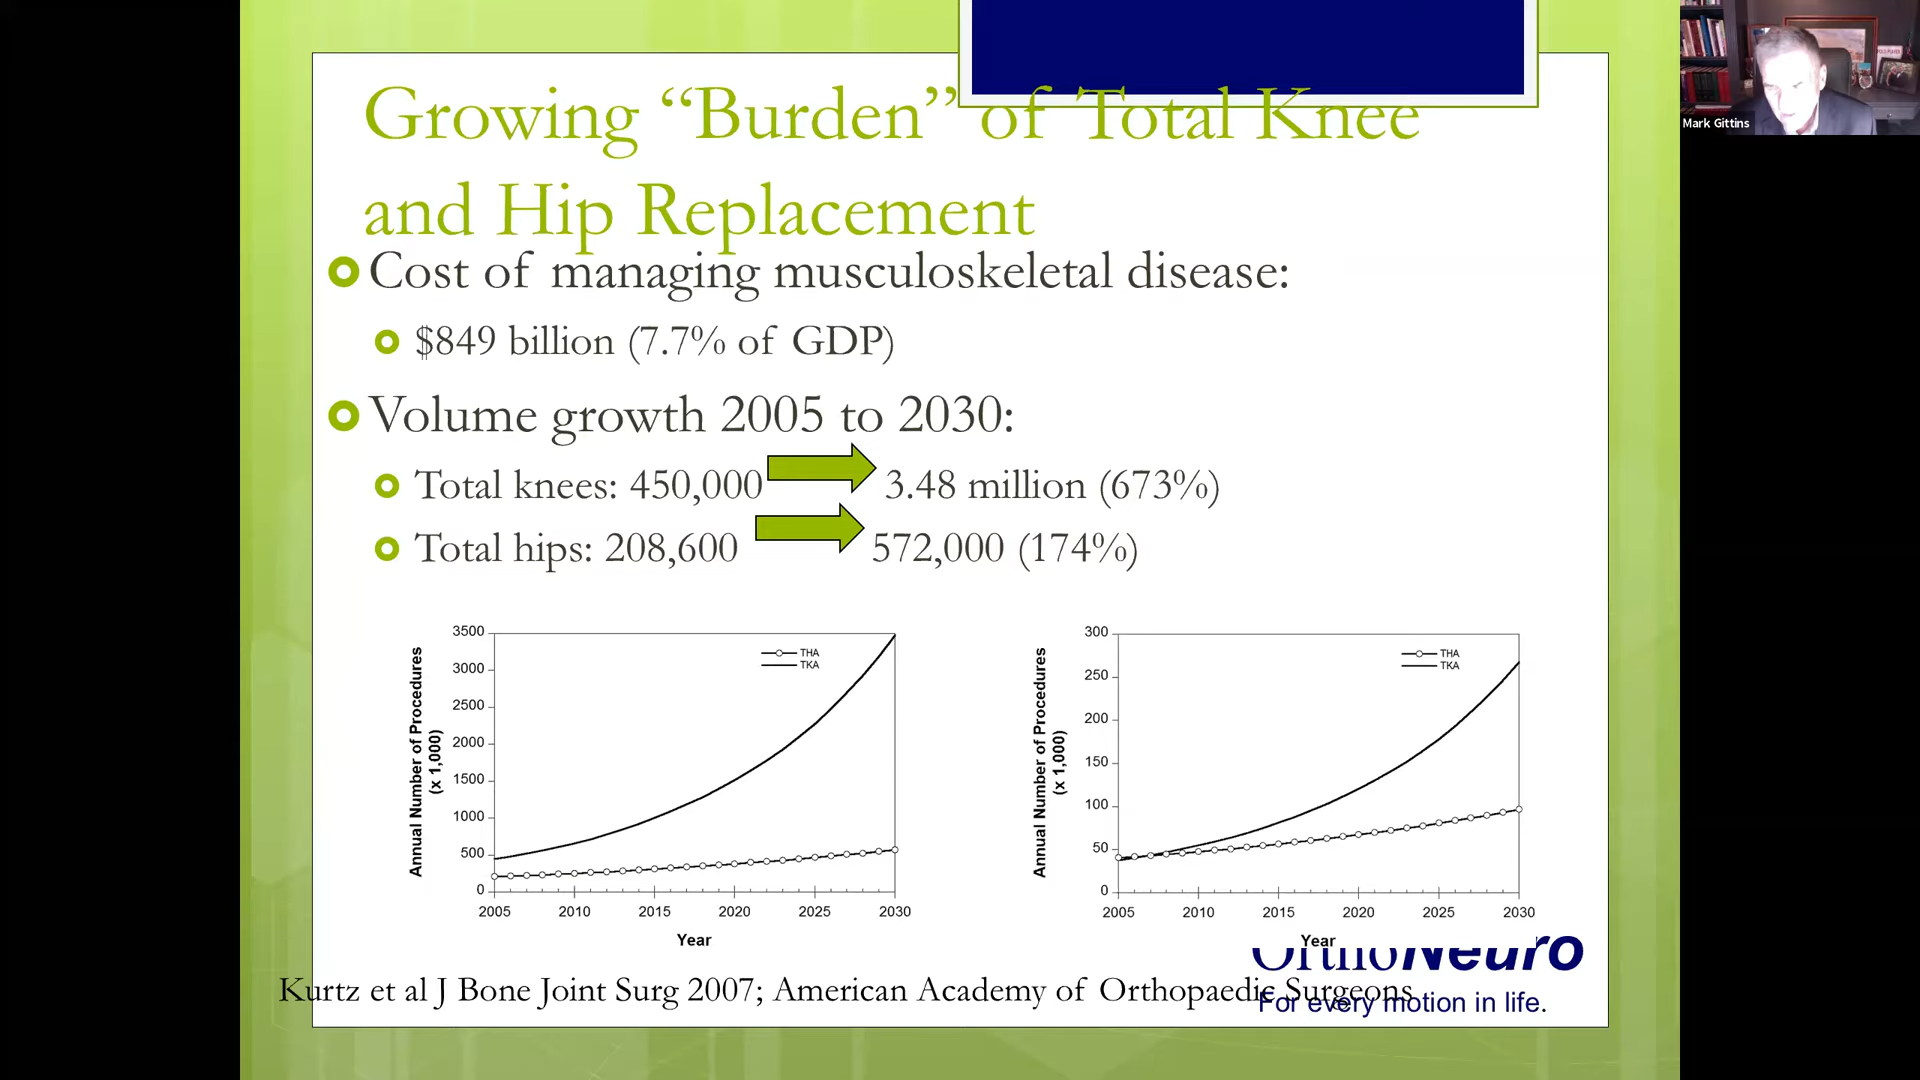 Growing “Burden” of Total Knee
and Hip Replacement
Cost of managing musculoskeletal disease:
$849 billion (7.7% of GDP)
Volume growth 2005 to 2030:
Total knees: 450,000 3.48 million (673%)
Total hips: 208,600 572,000 (174%)
Annual Number of Procedures
(x 1,000)
3500
3000
2500
2000
1500
1000
500
0
THA
TKA
2005 2010 2015 2020 2025 2030
Year
Annual Number of Procedures
(x 1,000)
300
250
200
150
100
50
0
THA
TKA
2005 2010 2015 2020 2025 2030
Year
OrthoNeuro
For every motion in life.
Kurtz et al J Bone Joint Surg 2007; American Academy of Orthopaedic Surgeons
Mark Gittins